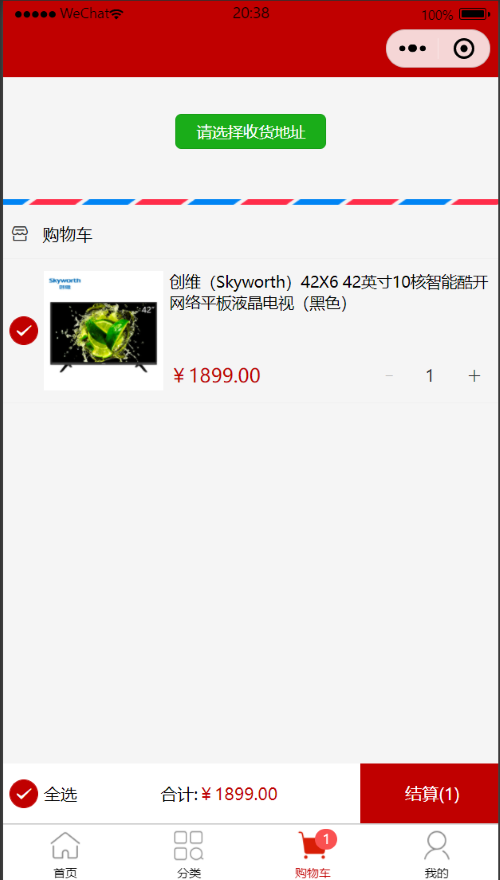 WeChat 20:38 100%
请选择收货地址
购物车
Skyworth
创维
42"
创维（Skyworth）42X6 42英寸10核智能酷开
网络平板液晶电视（黑色）
￥1899.00 − 1 +
全选 合计:￥1899.00 结算(1)
1
首页 分类 购物车 我的